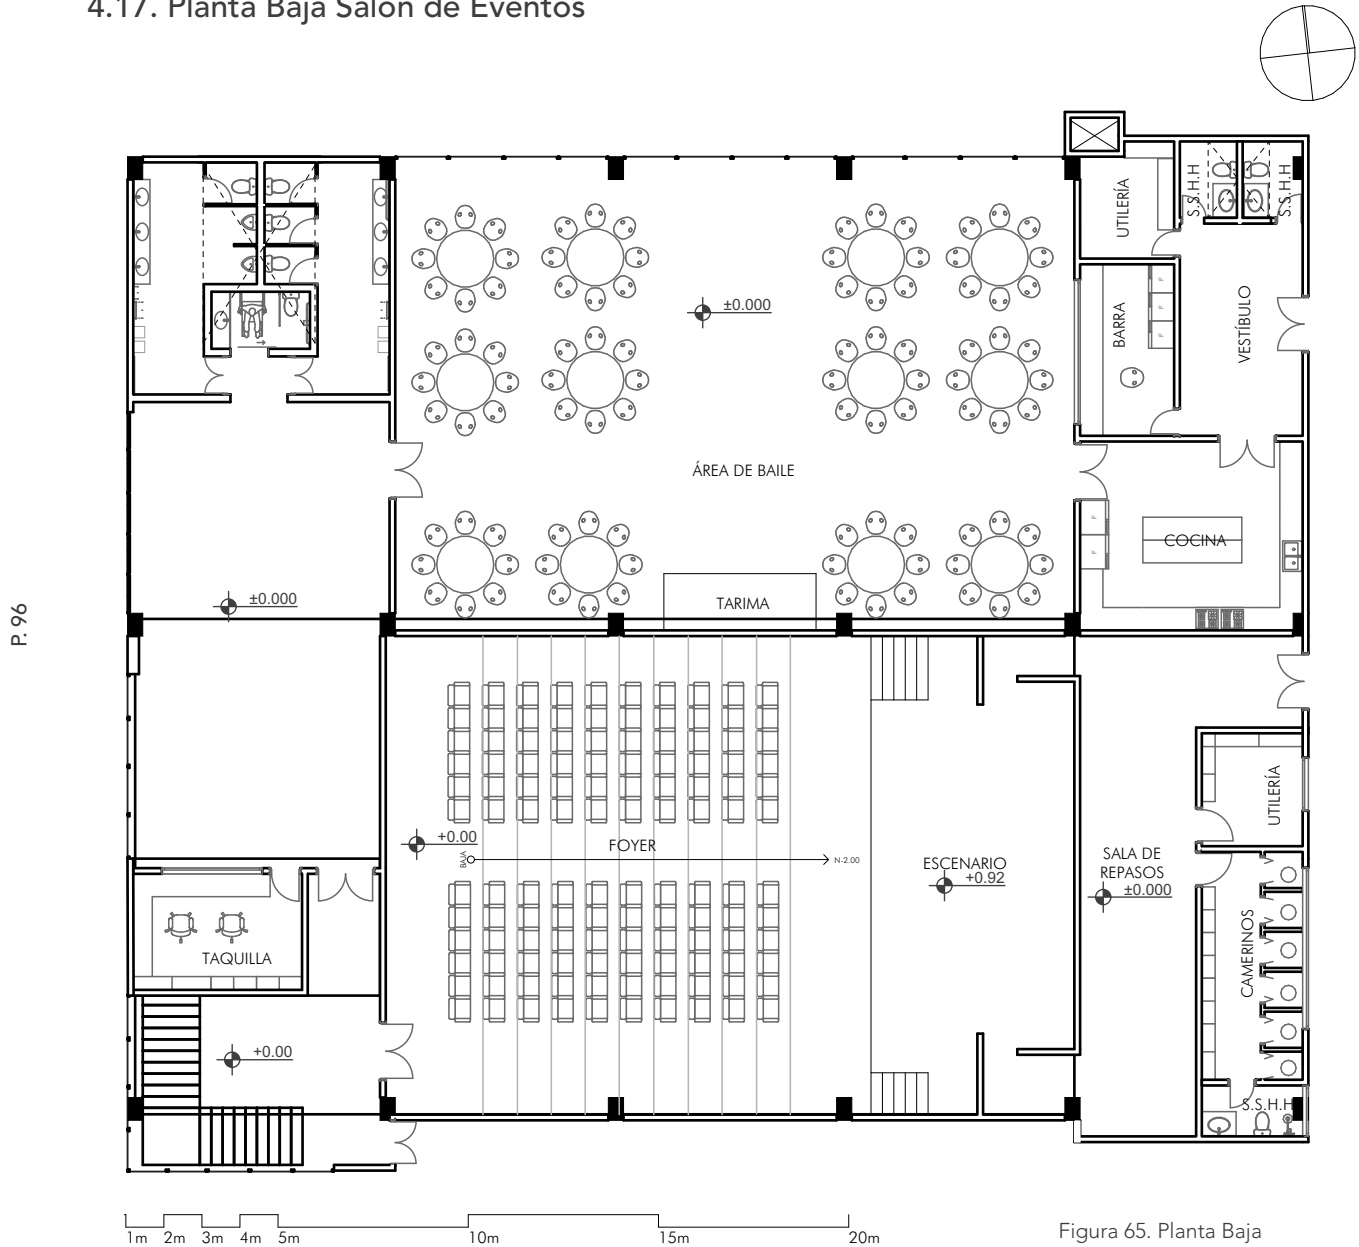 4.17. Planta Baja Salón de Eventos
UTILERÍA
S.S.H.H
S.S.H.H
±0.000
BARRA
VESTÍBULO
ÁREA DE BAILE
COCINA
±0.000
TARIMA
P. 96
UTILERÍA
+0.00
FOYER
BAJA
N-2.00
ESCENARIO
+0.92
SALA DE
REPASOS
±0.000
CAMERINOS
TAQUILLA
+0.00
S.S.H.H
1m 2m 3m 4m 5m 10m 15m 20m
Figura 65. Planta Baja